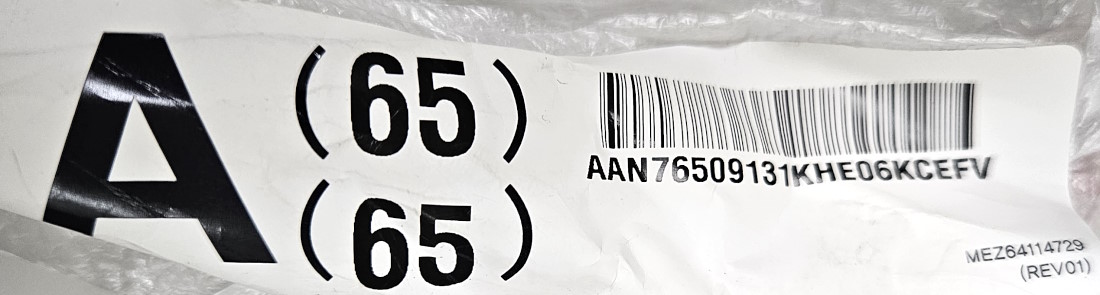 A
(65)
(65)
AAN76509131KHE06KCEFV
MEZ64114729
(REV01)